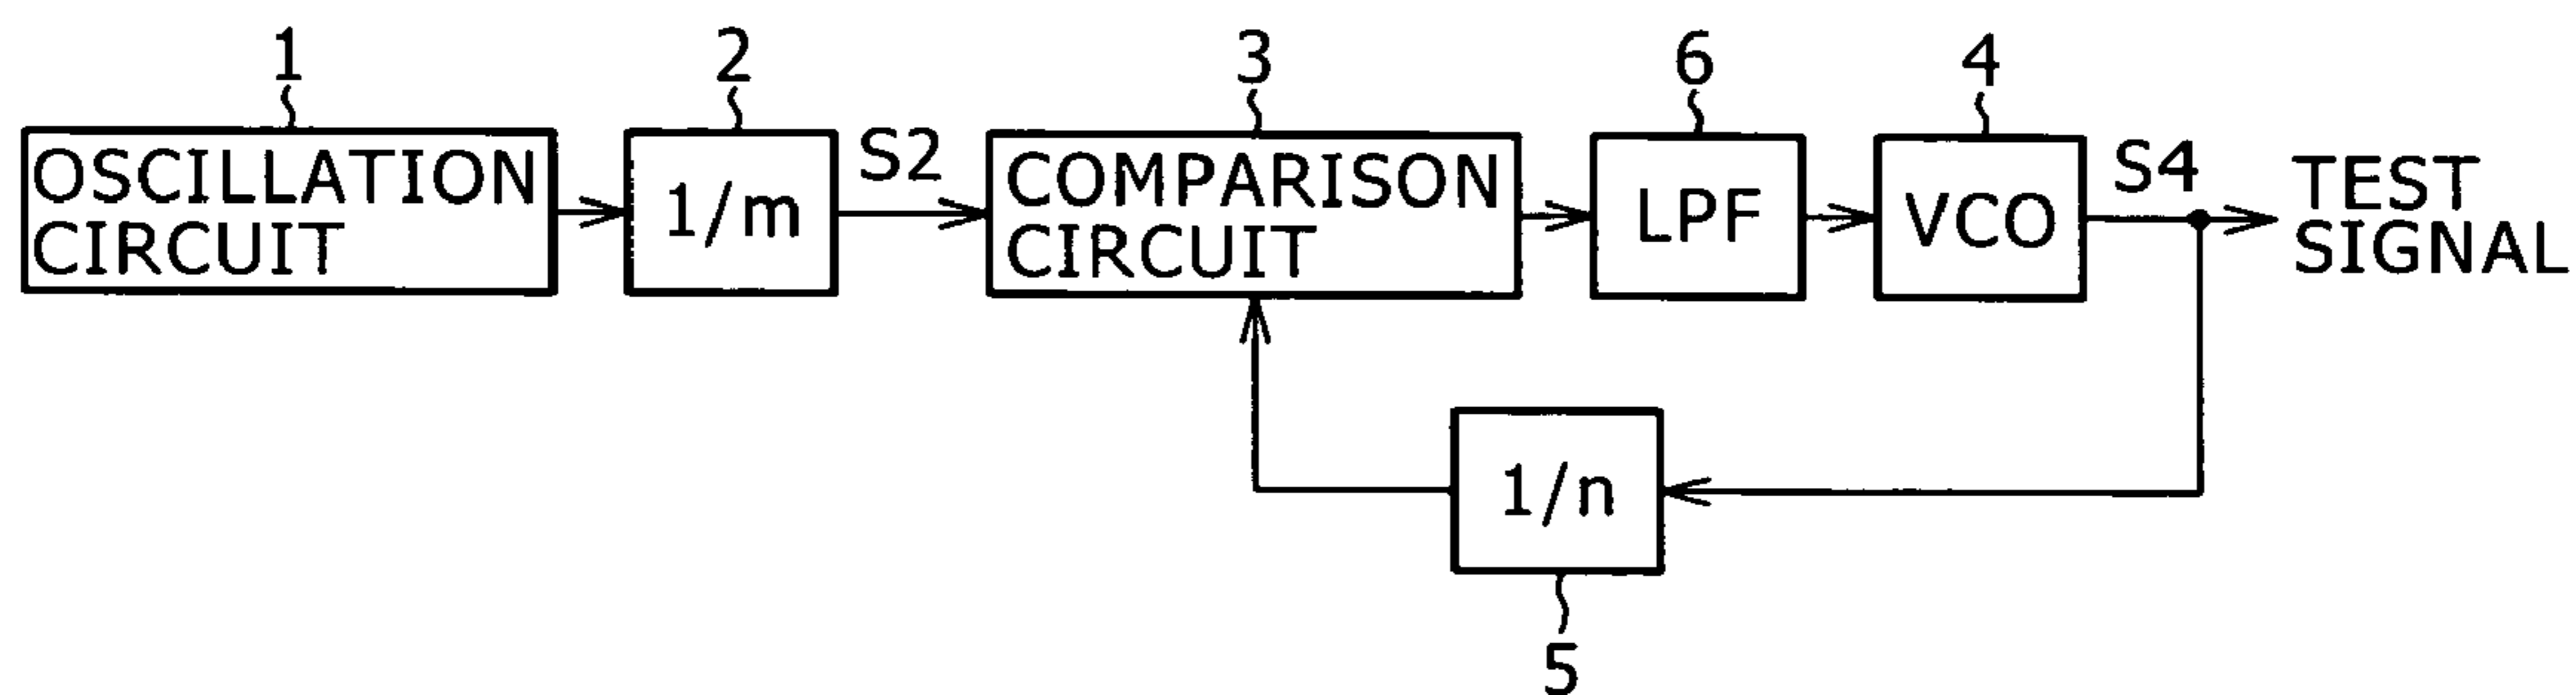 1
2
3
6
4
OSCILLATION
CIRCUIT
1/m
S2
COMPARISON
CIRCUIT
LPF
VCO
S4
TEST
SIGNAL
1/n
5